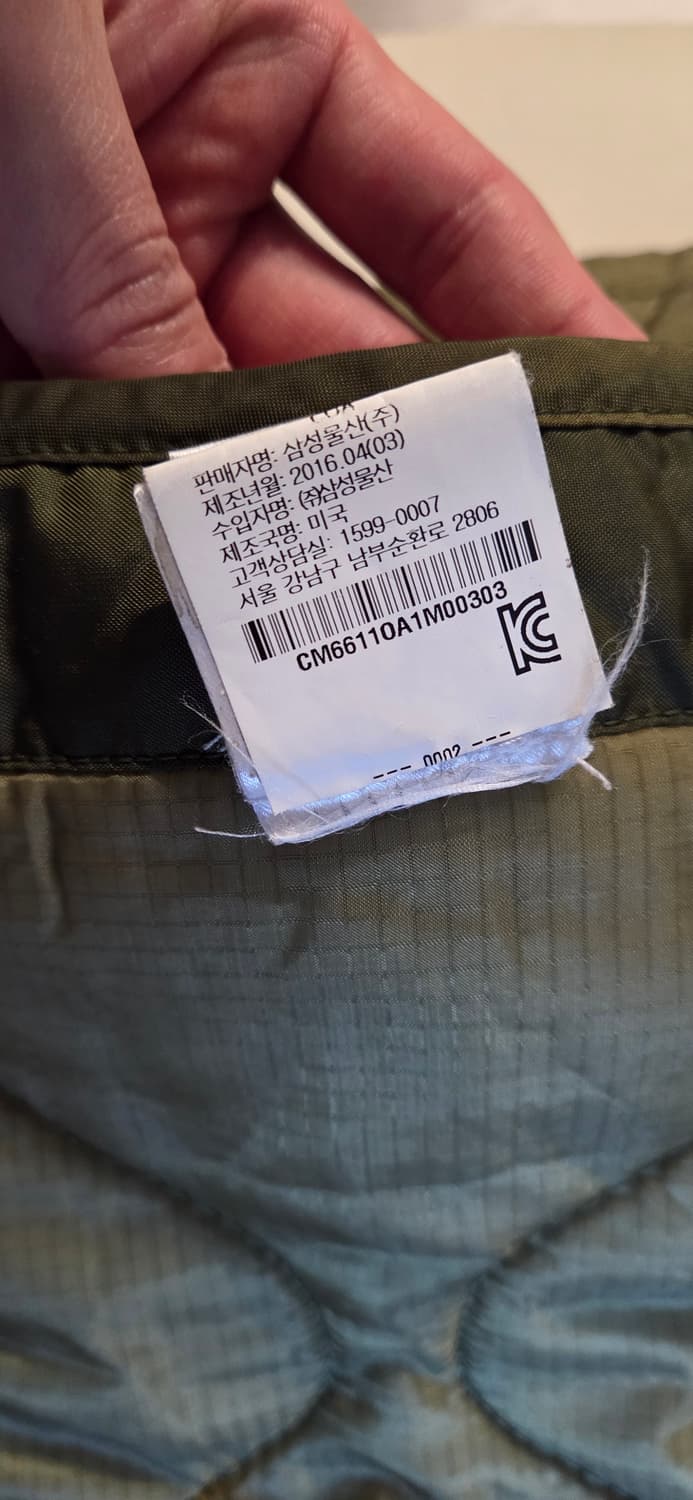 판매자명: 삼성물산(주)
제조년월: 2016.04(03)
수입자명: ㈜삼성물산
제조국명: 미국
고객상담실: 1599-0007
서울 강남구 남부순환로 2806
CM66110A1M00303
--- 0002 ---